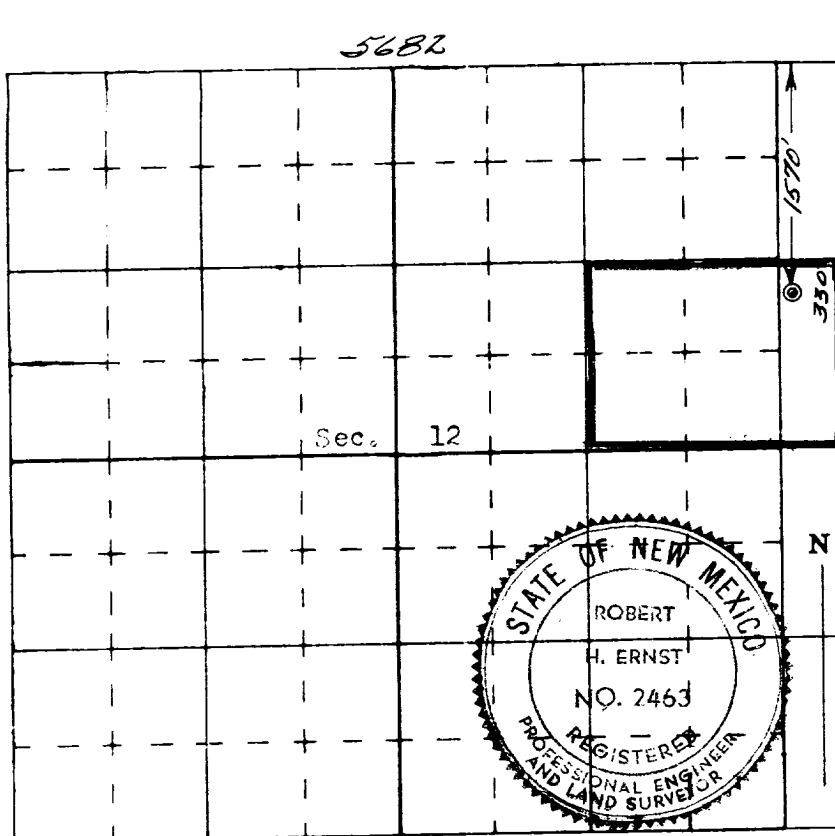 5682
1570'
330
Sec. 12
N
STATE OF NEW MEXICO
ROBERT
H. ERNST
NO. 2463
REGISTERED
PROFESSIONAL ENGINEER
AND LAND SURVEYOR